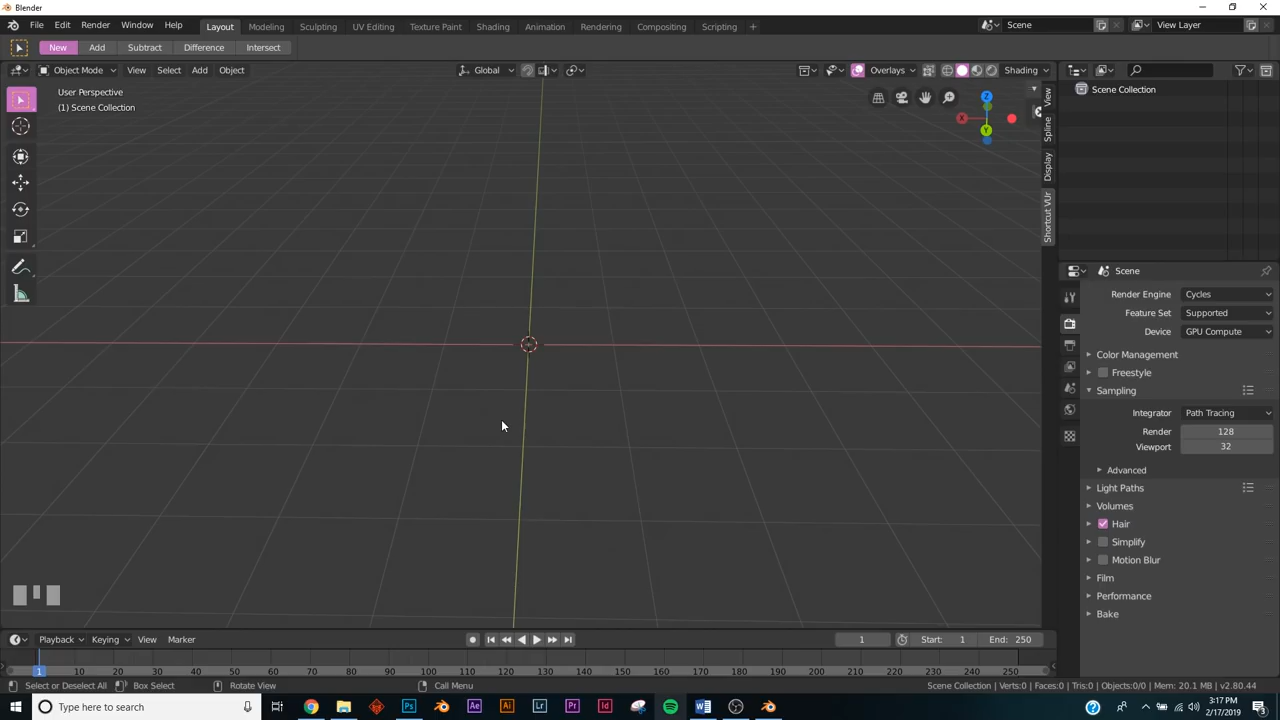 Blender
File Edit Render Window Help Layout Modeling Sculpting UV Editing Texture Paint Shading Animation Rendering Compositing Scripting + Scene View Layer
New Add Subtract Difference Intersect
Object Mode View Select Add Object Global Overlays Shading
User Perspective
(1) Scene Collection
Z
X
Y
View
Spline
Display
Shortcut VUr
Scene Collection
Scene
Render Engine Cycles
Feature Set Supported
Device GPU Compute
Color Management
Freestyle
Sampling
Integrator Path Tracing
Render 128
Viewport 32
Advanced
Light Paths
Volumes
Hair
Simplify
Motion Blur
Film
Performance
Bake
Playback Keying View Marker 1 Start: 1 End: 250
1 10 20 30 40 50 60 70 80 90 100 110 120 130 140 150 160 170 180 190 200 210 220 230 240 250
Select or Deselect All Box Select Rotate View Call Menu Scene Collection | Verts:0 | Faces:0 | Tris:0 | Objects:0/0 | Mem: 20.1 MB | v2.80.44
Type here to search Ps Ae Ai Lr Pr Id W 3:17 PM
2/17/2019